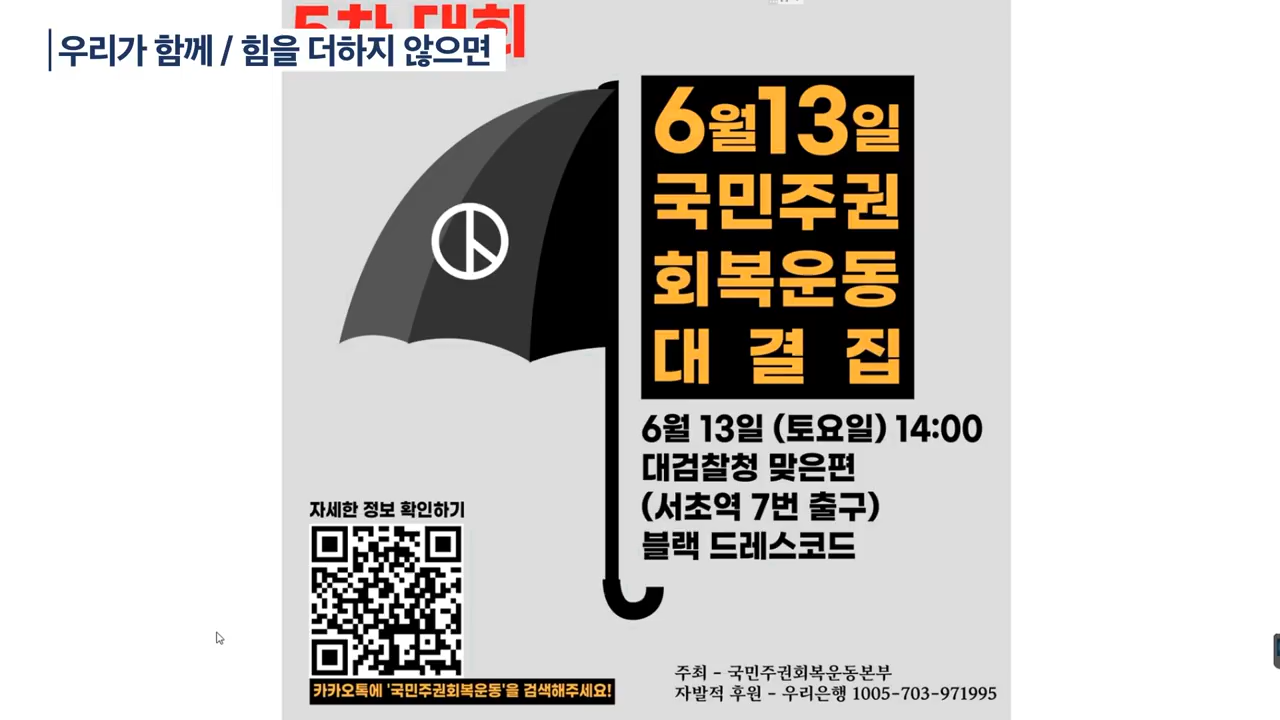 5차 대회
우리가 함께 / 힘을 더하지 않으면
6월13일
국민주권
회복운동
대 결 집
6월 13일 (토요일) 14:00
대검찰청 맞은편
(서초역 7번 출구)
블랙 드레스코드
자세한 정보 확인하기
카카오톡에 '국민주권회복운동'을 검색해주세요!
주최 - 국민주권회복운동본부
자발적 후원 - 우리은행 1005-703-971995